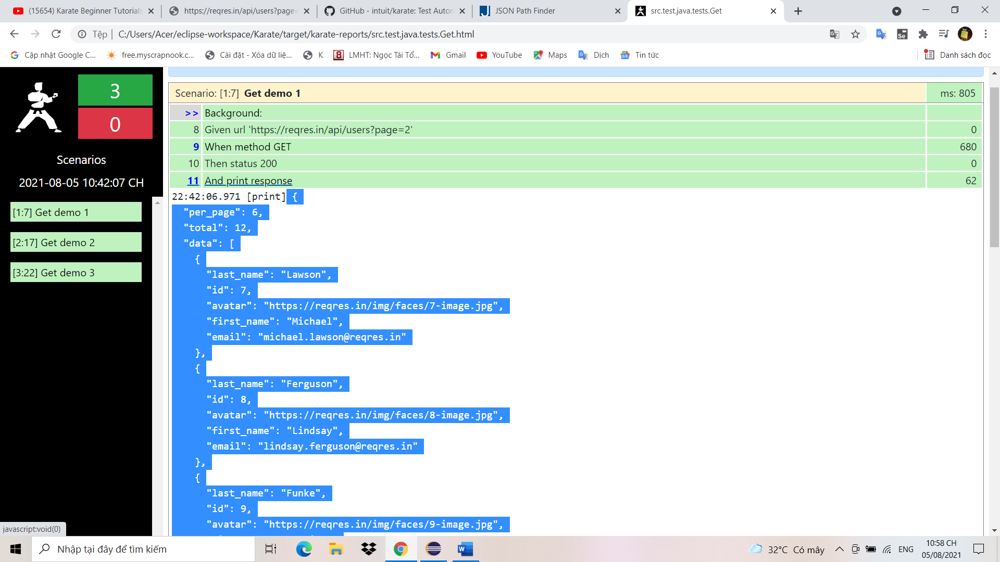 (15654) Karate Beginner Tutorials
https://reqres.in/api/users?page=
GitHub - intuit/karate: Test Auton
JSON Path Finder
src.test.java.tests.Get
Tệp
C:/Users/Acer/eclipse-workspace/Karate/target/karate-reports/src.test.java.tests.Get.html
Cập nhật Google C...
free.myscrapnook.c...
Cài đặt - Xóa dữ liệ...
K
LMHT: Ngọc Tái Tổ...
Gmail
YouTube
Maps
Dịch
Tin tức
Danh sách đọc
3
0
Scenarios
2021-08-05 10:42:07 CH
[1:7] Get demo 1
[2:17] Get demo 2
[3:22] Get demo 3
Scenario: [1:7] Get demo 1 ms: 805
>> Background:
8 Given url 'https://reqres.in/api/users?page=2' 0
9 When method GET 680
10 Then status 200 0
11 And print response 62
22:42:06.971 [print] {
"per_page": 6,
"total": 12,
"data": [
{
"last_name": "Lawson",
"id": 7,
"avatar": "https://reqres.in/img/faces/7-image.jpg",
"first_name": "Michael",
"email": "michael.lawson@reqres.in"
},
{
"last_name": "Ferguson",
"id": 8,
"avatar": "https://reqres.in/img/faces/8-image.jpg",
"first_name": "Lindsay",
"email": "lindsay.ferguson@reqres.in"
},
{
"last_name": "Funke",
"id": 9,
"avatar": "https://reqres.in/img/faces/9-image.jpg",
javascript:void(0)
Nhập tại đây để tìm kiếm
32°C Có mây
ENG
10:58 CH
05/08/2021